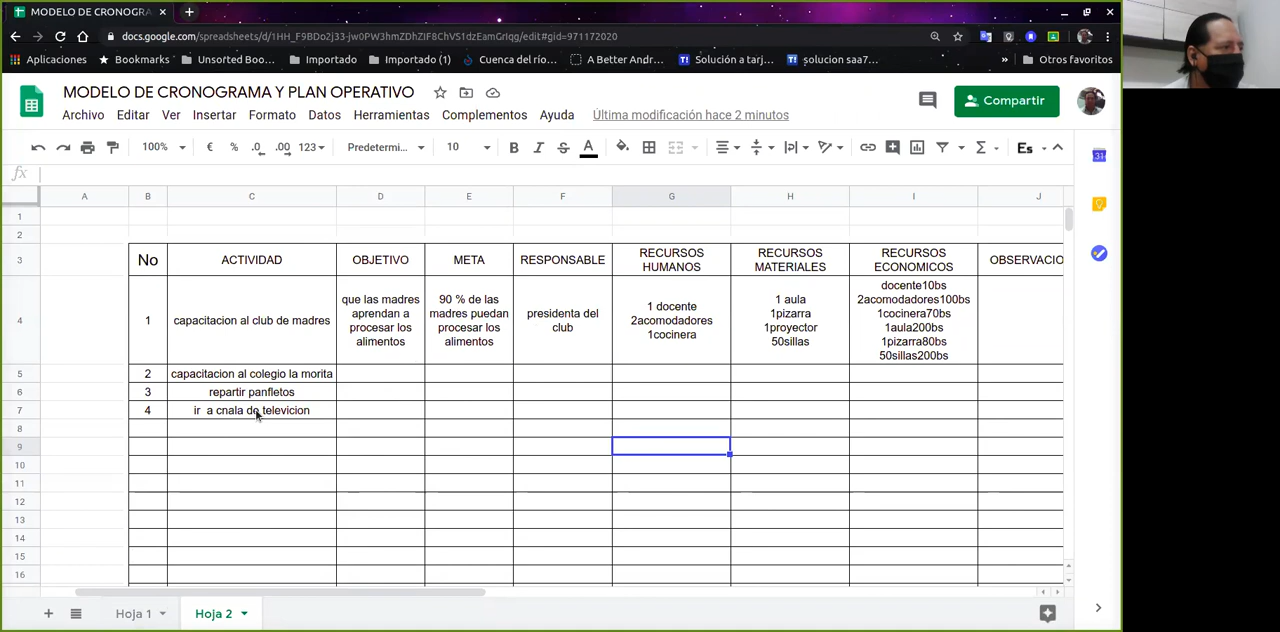 MODELO DE CRONOGRA
docs.google.com/spreadsheets/d/1HH_F9BDo2j33-jw0PW3hmZDhZIF8ChVS1dzEamGrIqg/edit#gid=971172020
Aplicaciones Bookmarks Unsorted Boo... Importado Importado (1) Cuenca del río... A Better Andr... Solución a tarj... solucion saa7... » Otros favoritos
MODELO DE CRONOGRAMA Y PLAN OPERATIVO
Compartir
Archivo Editar Ver Insertar Formato Datos Herramientas Complementos Ayuda Última modificación hace 2 minutos
100% € % .0 .00 123 Predetermi... 10 B I S A Σ Es
fx
A B C D E F G H I J
1
2
3 No ACTIVIDAD OBJETIVO META RESPONSABLE RECURSOS HUMANOS RECURSOS MATERIALES RECURSOS ECONOMICOS OBSERVACIO
4 1 capacitacion al club de madres
que las madres
aprendan a
procesar los
alimentos
90 % de las
madres puedan
procesar los
alimentos
presidenta del
club
1 docente
2acomodadores
1cocinera
1 aula
1pizarra
1proyector
50sillas
docente10bs
2acomodadores100bs
1cocinera70bs
1aula200bs
1pizarra80bs
50sillas200bs
5 2 capacitacion al colegio la morita
6 3 repartir panfletos
7 4 ir a cnala de televicion
8
9
10
11
12
13
14
15
16
Hoja 1 Hoja 2